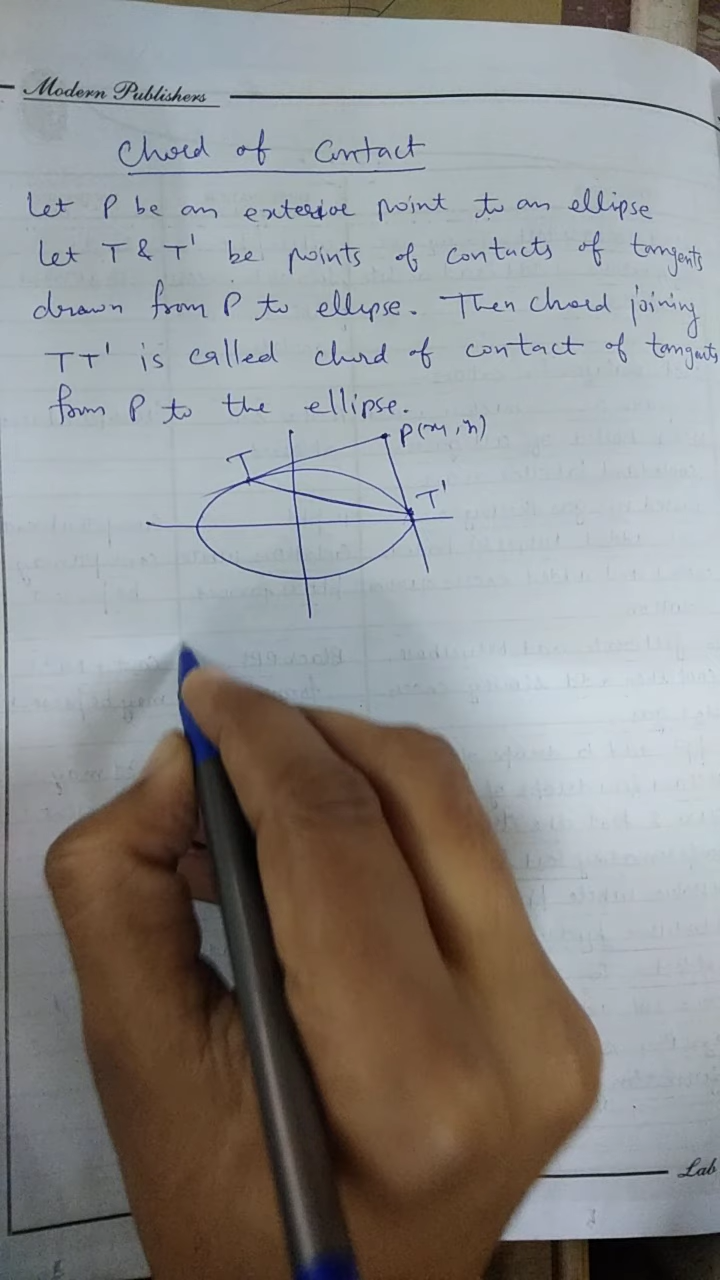 Modern Publishers
Chord of Contact
Let P be an exterior point to an ellipse
Let T & T' be points of contacts of tangents
drawn from P to ellipse. Then chord joining
TT' is called chord of contact of tangents
from P to the ellipse.
P(
T
T'
Lab